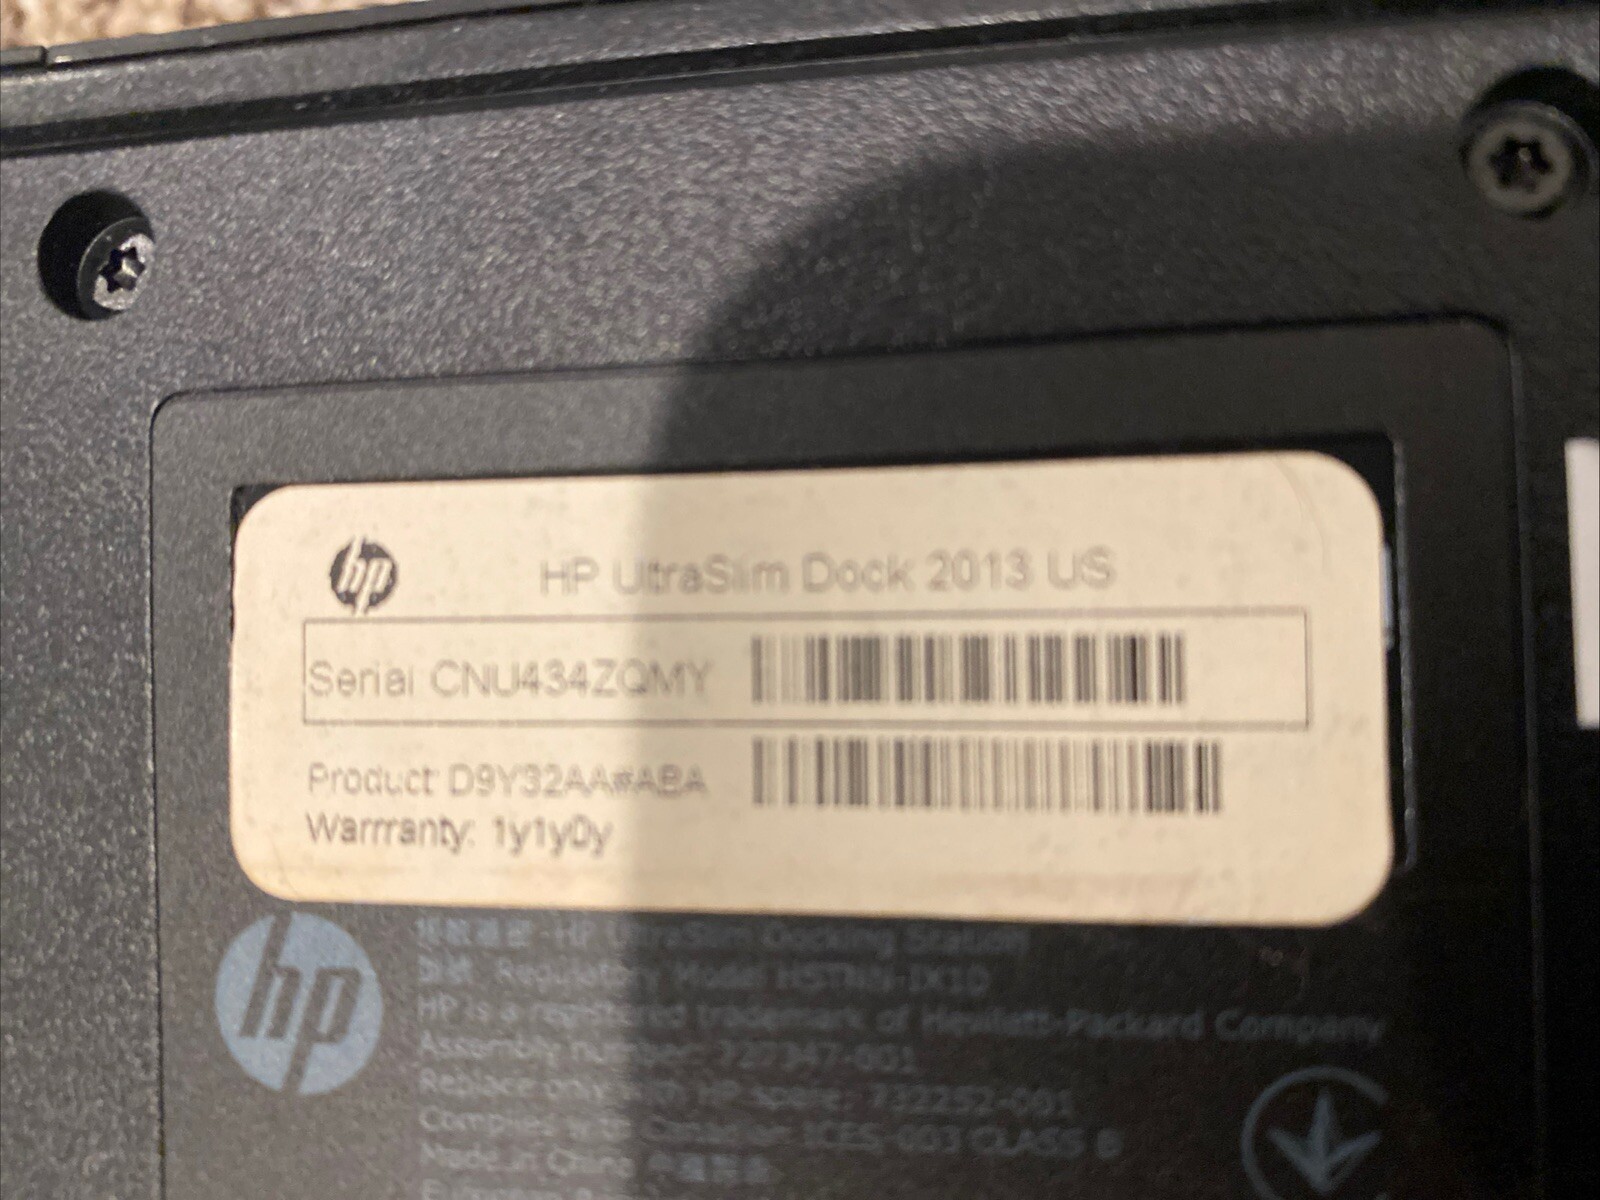 hp
HP UltraSlim Dock 2013 US
Serial CNU434ZQMY
Product D9Y32AA#ABA
Warrranty: 1y1y0y
hp
HP UltraSlim Docking Station
Regulatory Model HSTNN-IX10
HP is a registered trademark of Hewlett-Packard Company
Assembly number: 727347-001
Replace only with HP spare: 732252-001
Complies with Canadian ICES-003 CLASS B
Made in China